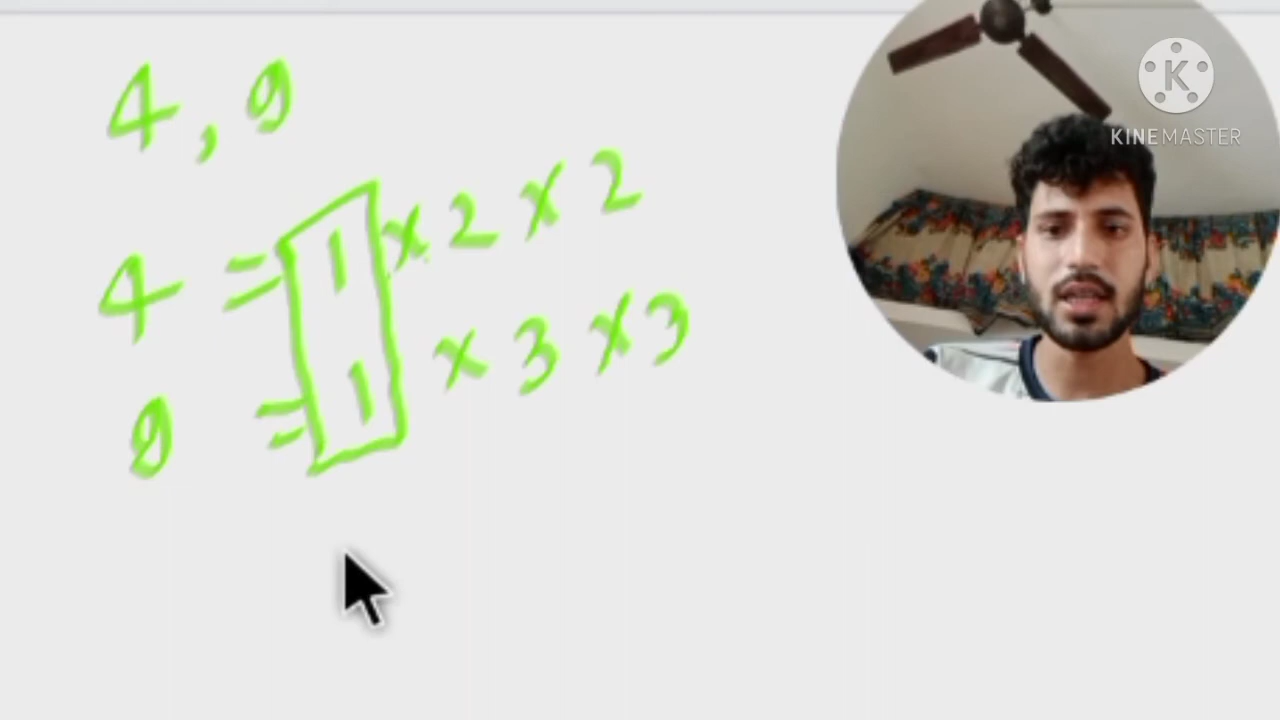 4, 9
4 = 1 x 2 x 2
9 = 1 x 3 x 3
K
KINEMASTER